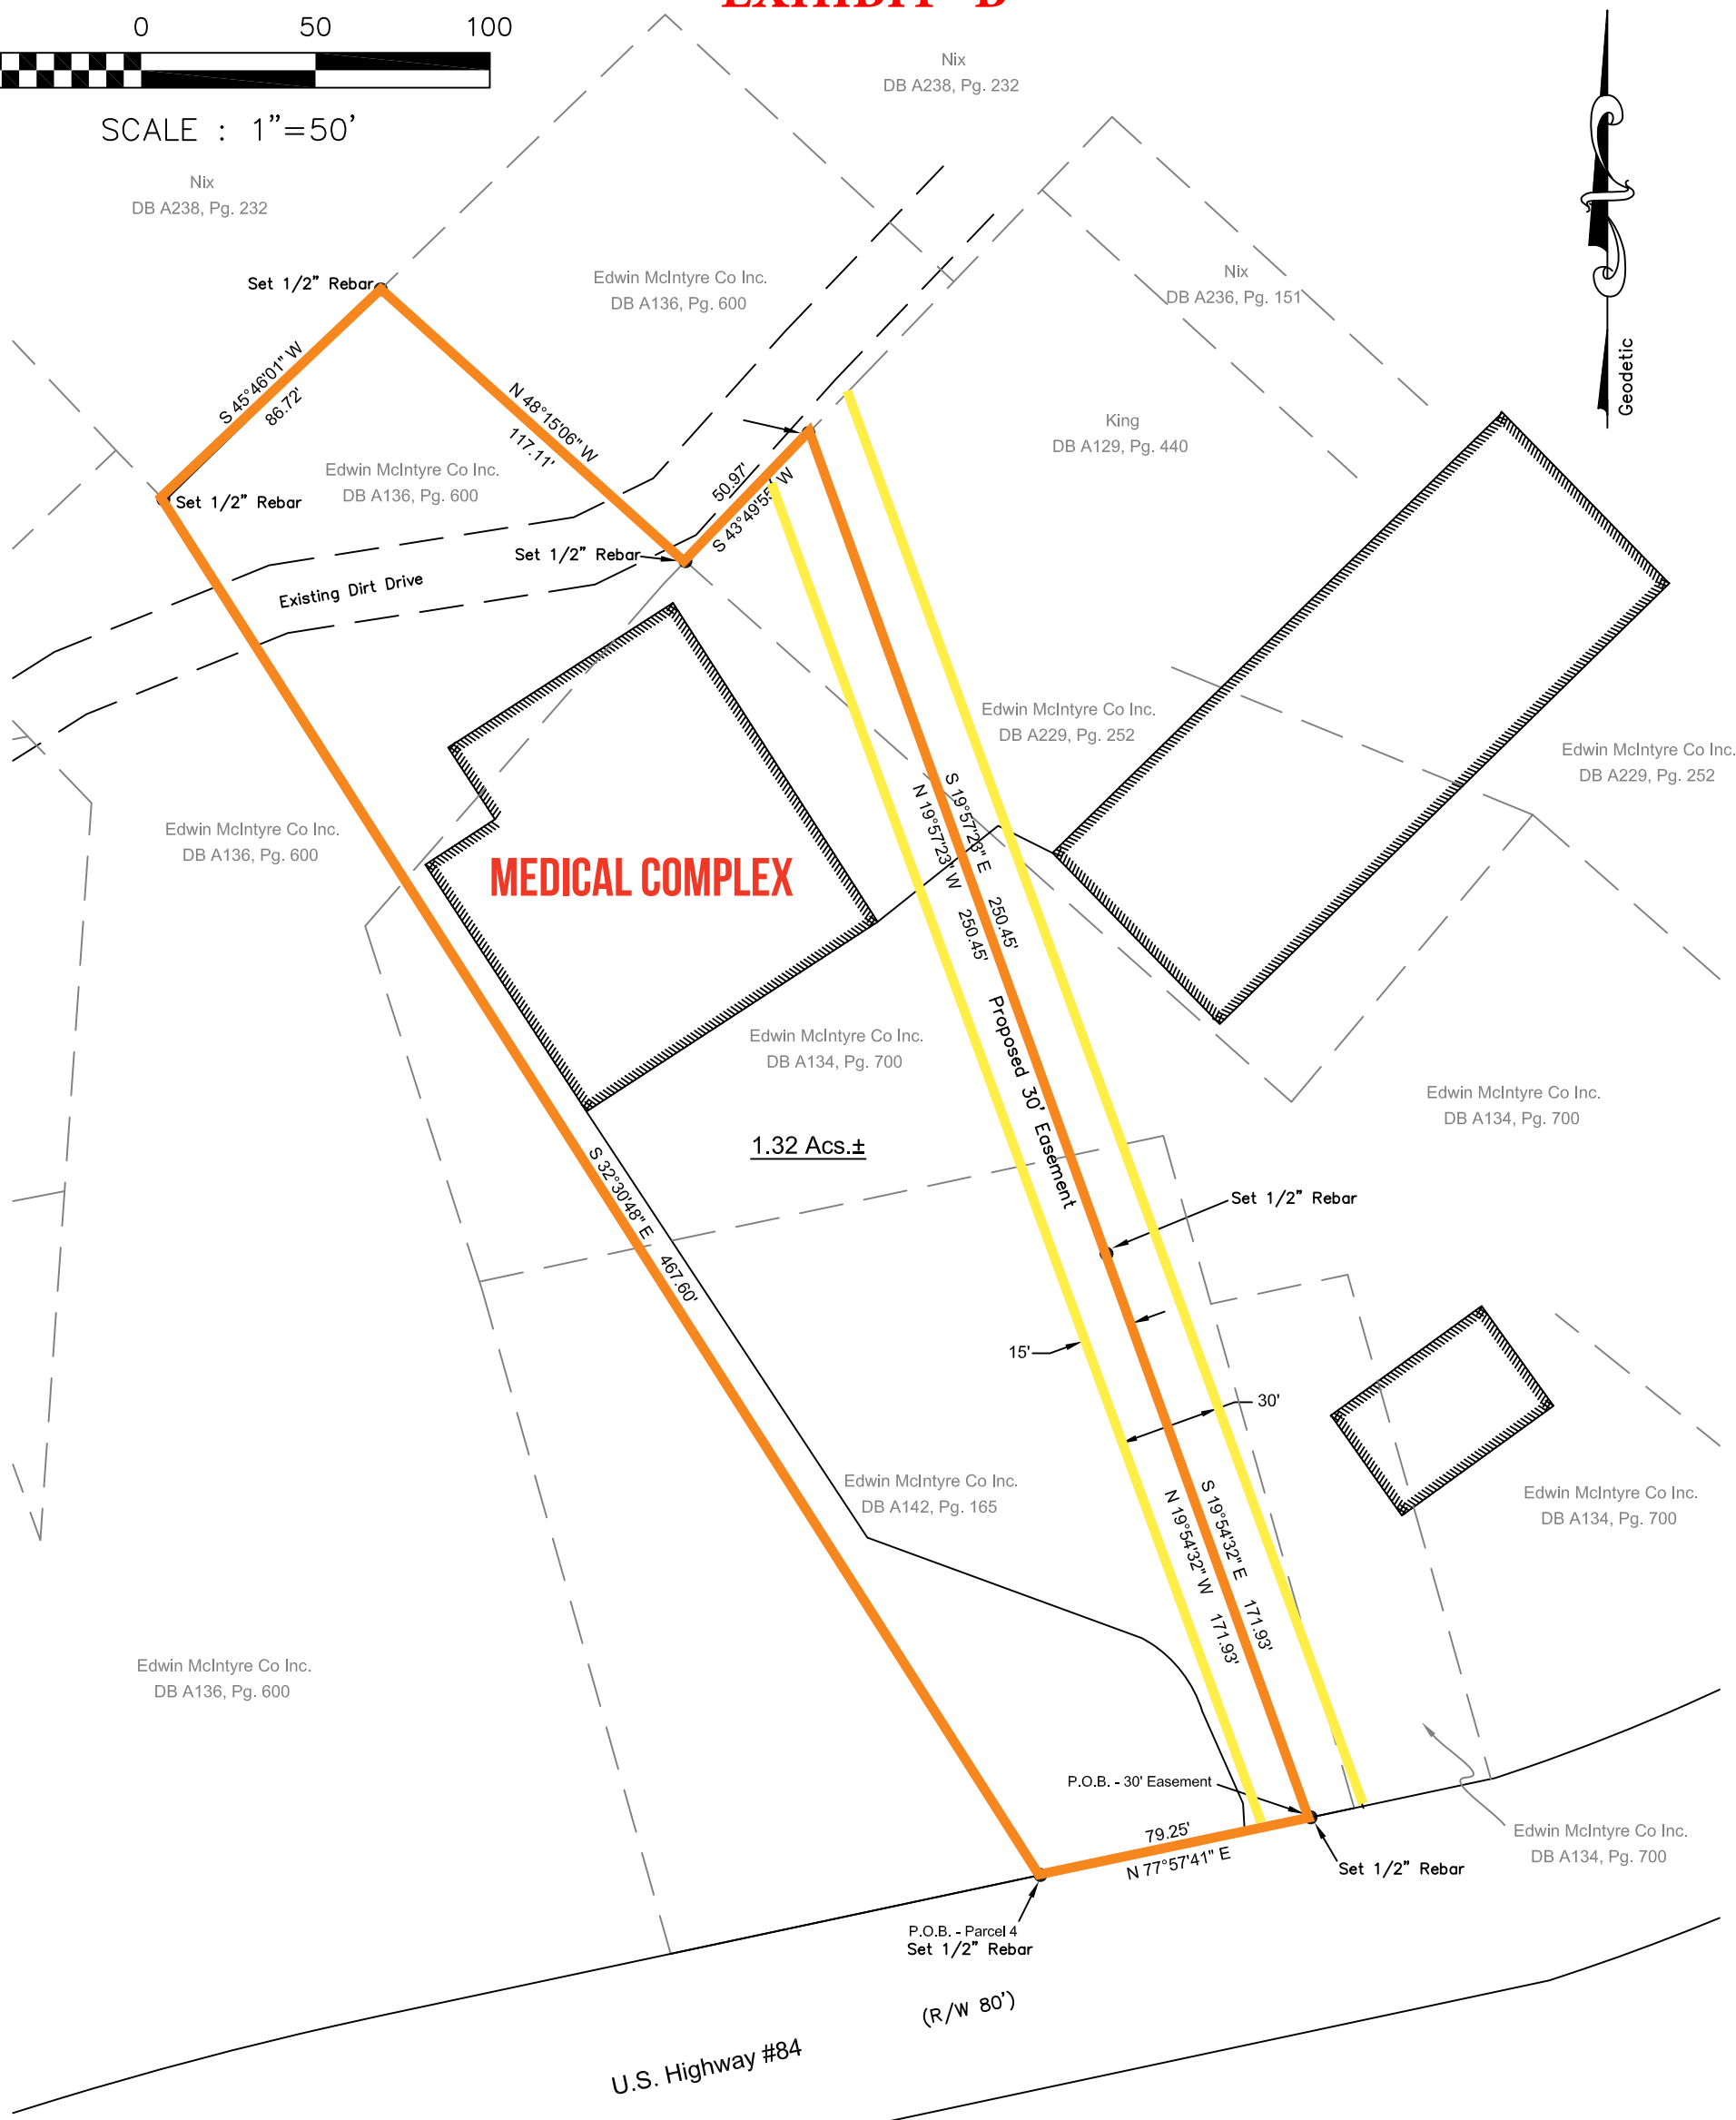 EXHIBIT "B"
0 50 100
SCALE : 1"=50'
Nix
DB A238, Pg. 232
Nix
DB A238, Pg. 232
Set 1/2" Rebar
Edwin McIntyre Co Inc.
DB A136, Pg. 600
Nix
DB A236, Pg. 151
Geodetic
S 45°46'01" W
86.72'
N 48°15'06" W
117.11'
King
DB A129, Pg. 440
Edwin McIntyre Co Inc.
DB A136, Pg. 600
Set 1/2" Rebar
50.97'
S 43°49'55" W
Set 1/2" Rebar
Existing Dirt Drive
Edwin McIntyre Co Inc.
DB A229, Pg. 252
Edwin McIntyre Co Inc.
DB A229, Pg. 252
Edwin McIntyre Co Inc.
DB A136, Pg. 600
MEDICAL COMPLEX
S 19°57'23" E 250.45'
N 19°57'23" W 250.45'
Proposed 30' Easement
Edwin McIntyre Co Inc.
DB A134, Pg. 700
Edwin McIntyre Co Inc.
DB A134, Pg. 700
1.32 Acs.±
S 32°30'48" E 467.60'
Set 1/2" Rebar
15'
30'
Edwin McIntyre Co Inc.
DB A142, Pg. 165
Edwin McIntyre Co Inc.
DB A134, Pg. 700
S 19°54'32" E 171.93'
N 19°54'32" W 171.93'
Edwin McIntyre Co Inc.
DB A136, Pg. 600
P.O.B. - 30' Easement
79.25'
N 77°57'41" E
Edwin McIntyre Co Inc.
DB A134, Pg. 700
Set 1/2" Rebar
P.O.B. - Parcel 4
Set 1/2" Rebar
(R/W 80')
U.S. Highway #84